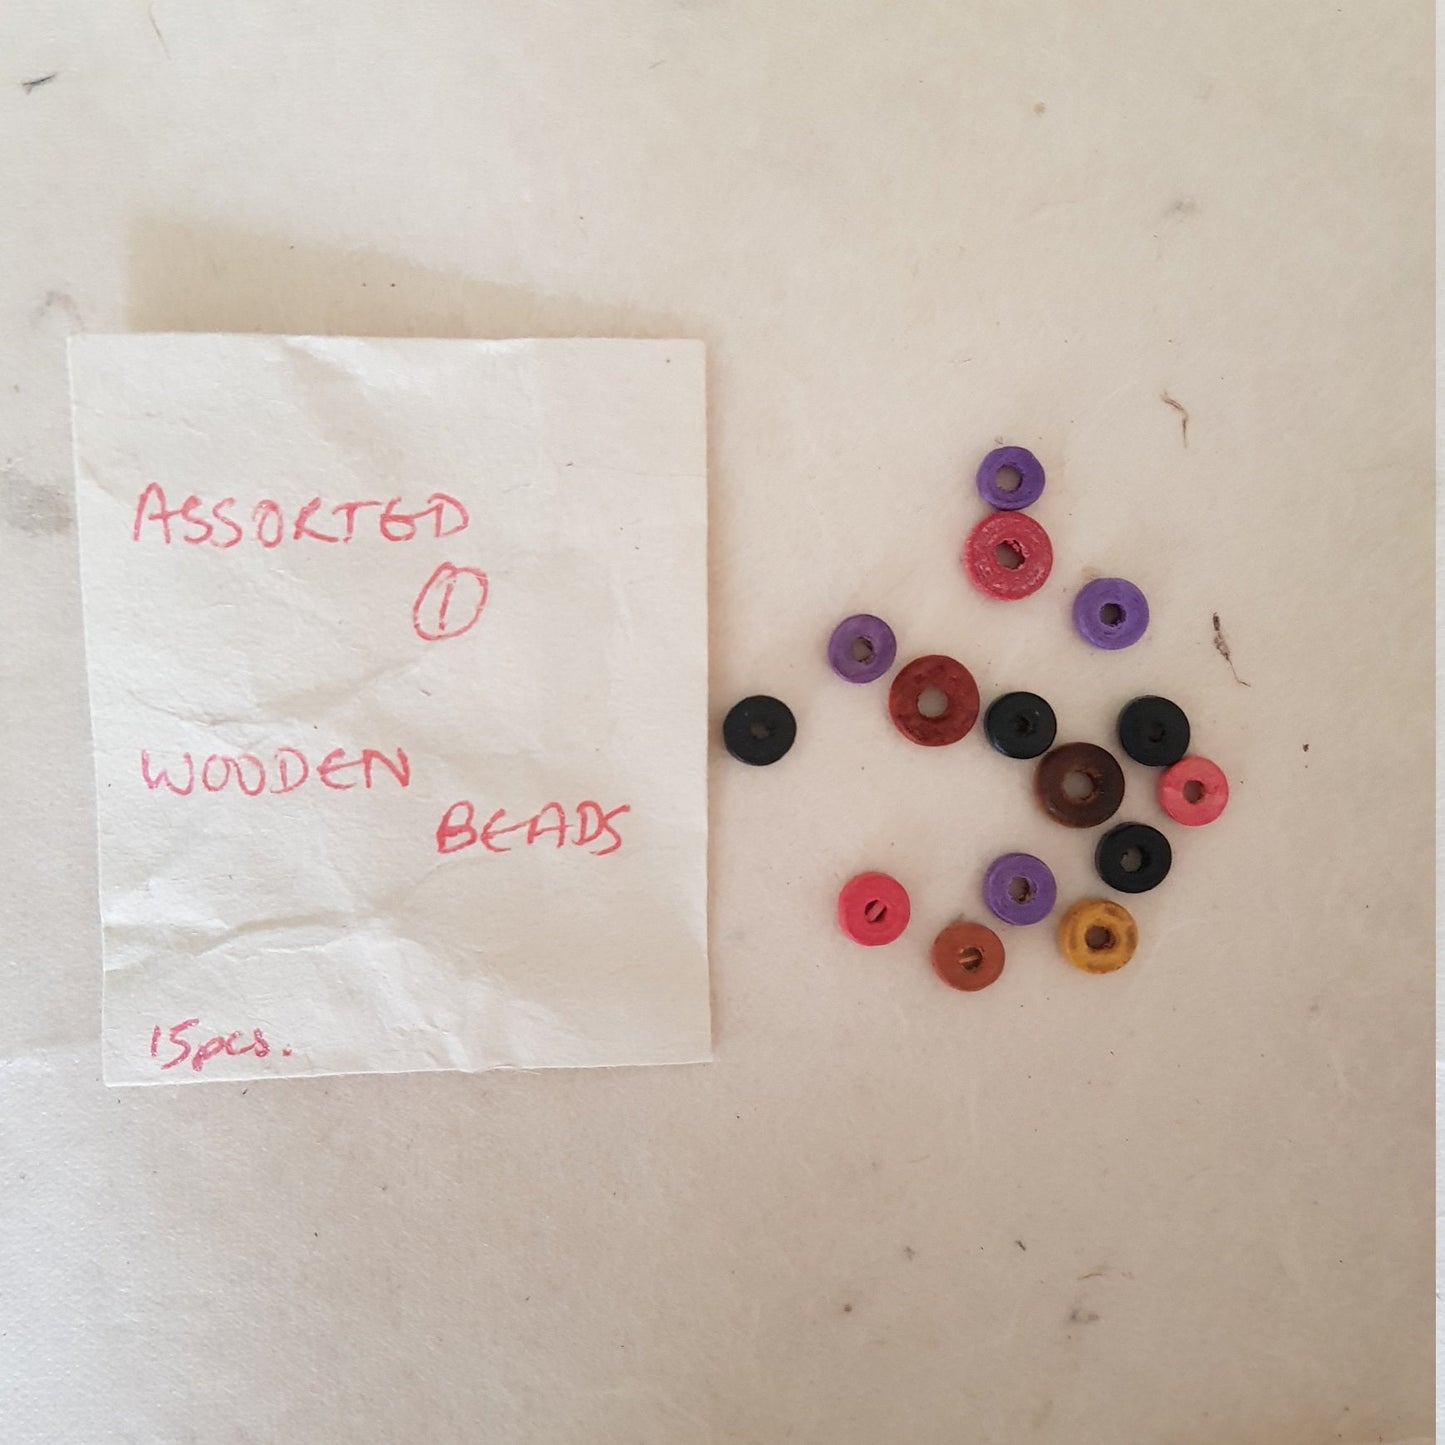 ASSORTED
①
WOODEN
BEADS
15pcs.